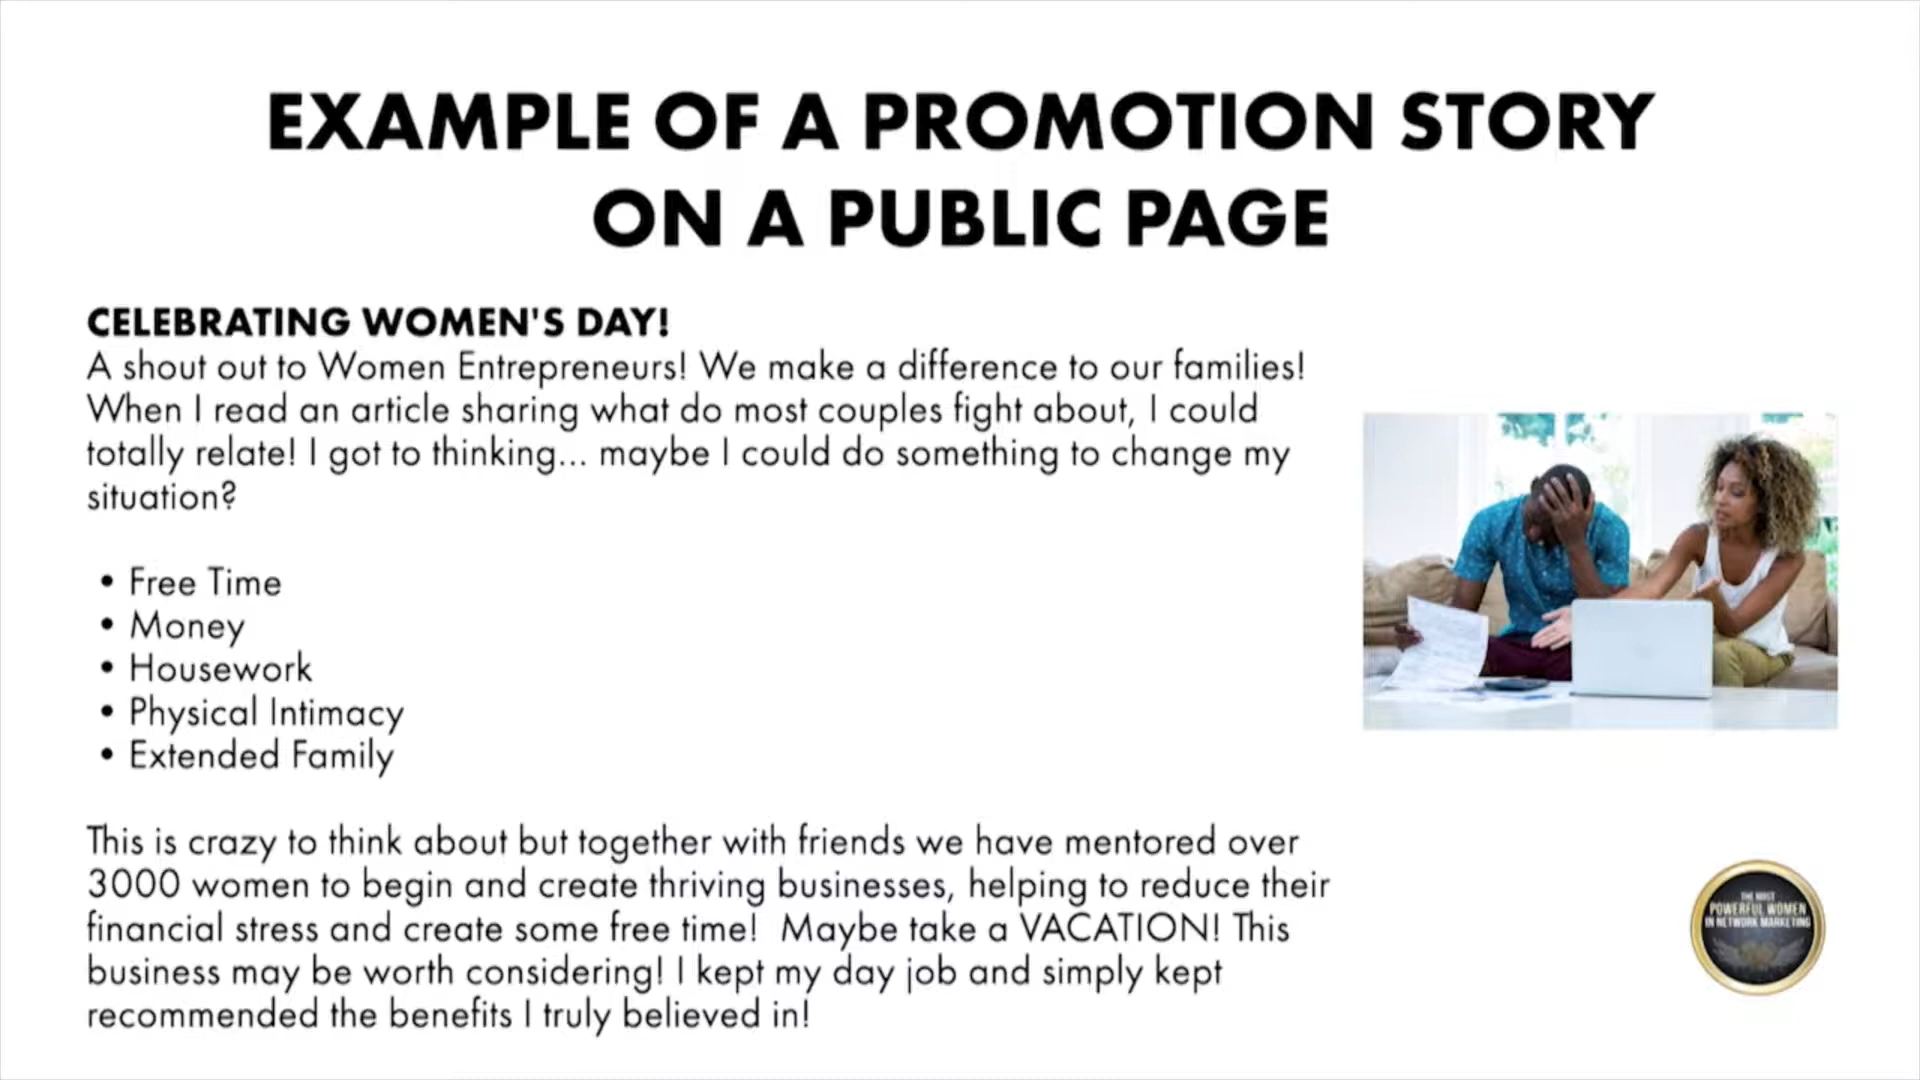 EXAMPLE OF A PROMOTION STORY
ON A PUBLIC PAGE
CELEBRATING WOMEN'S DAY!
A shout out to Women Entrepreneurs! We make a difference to our families!
When I read an article sharing what do most couples fight about, I could
totally relate! I got to thinking... maybe I could do something to change my
situation?
• Free Time
• Money
• Housework
• Physical Intimacy
• Extended Family
This is crazy to think about but together with friends we have mentored over
3000 women to begin and create thriving businesses, helping to reduce their
financial stress and create some free time!  Maybe take a VACATION! This
business may be worth considering! I kept my day job and simply kept
recommended the benefits I truly believed in!
THE MOST
POWERFUL WOMEN
IN NETWORK MARKETING